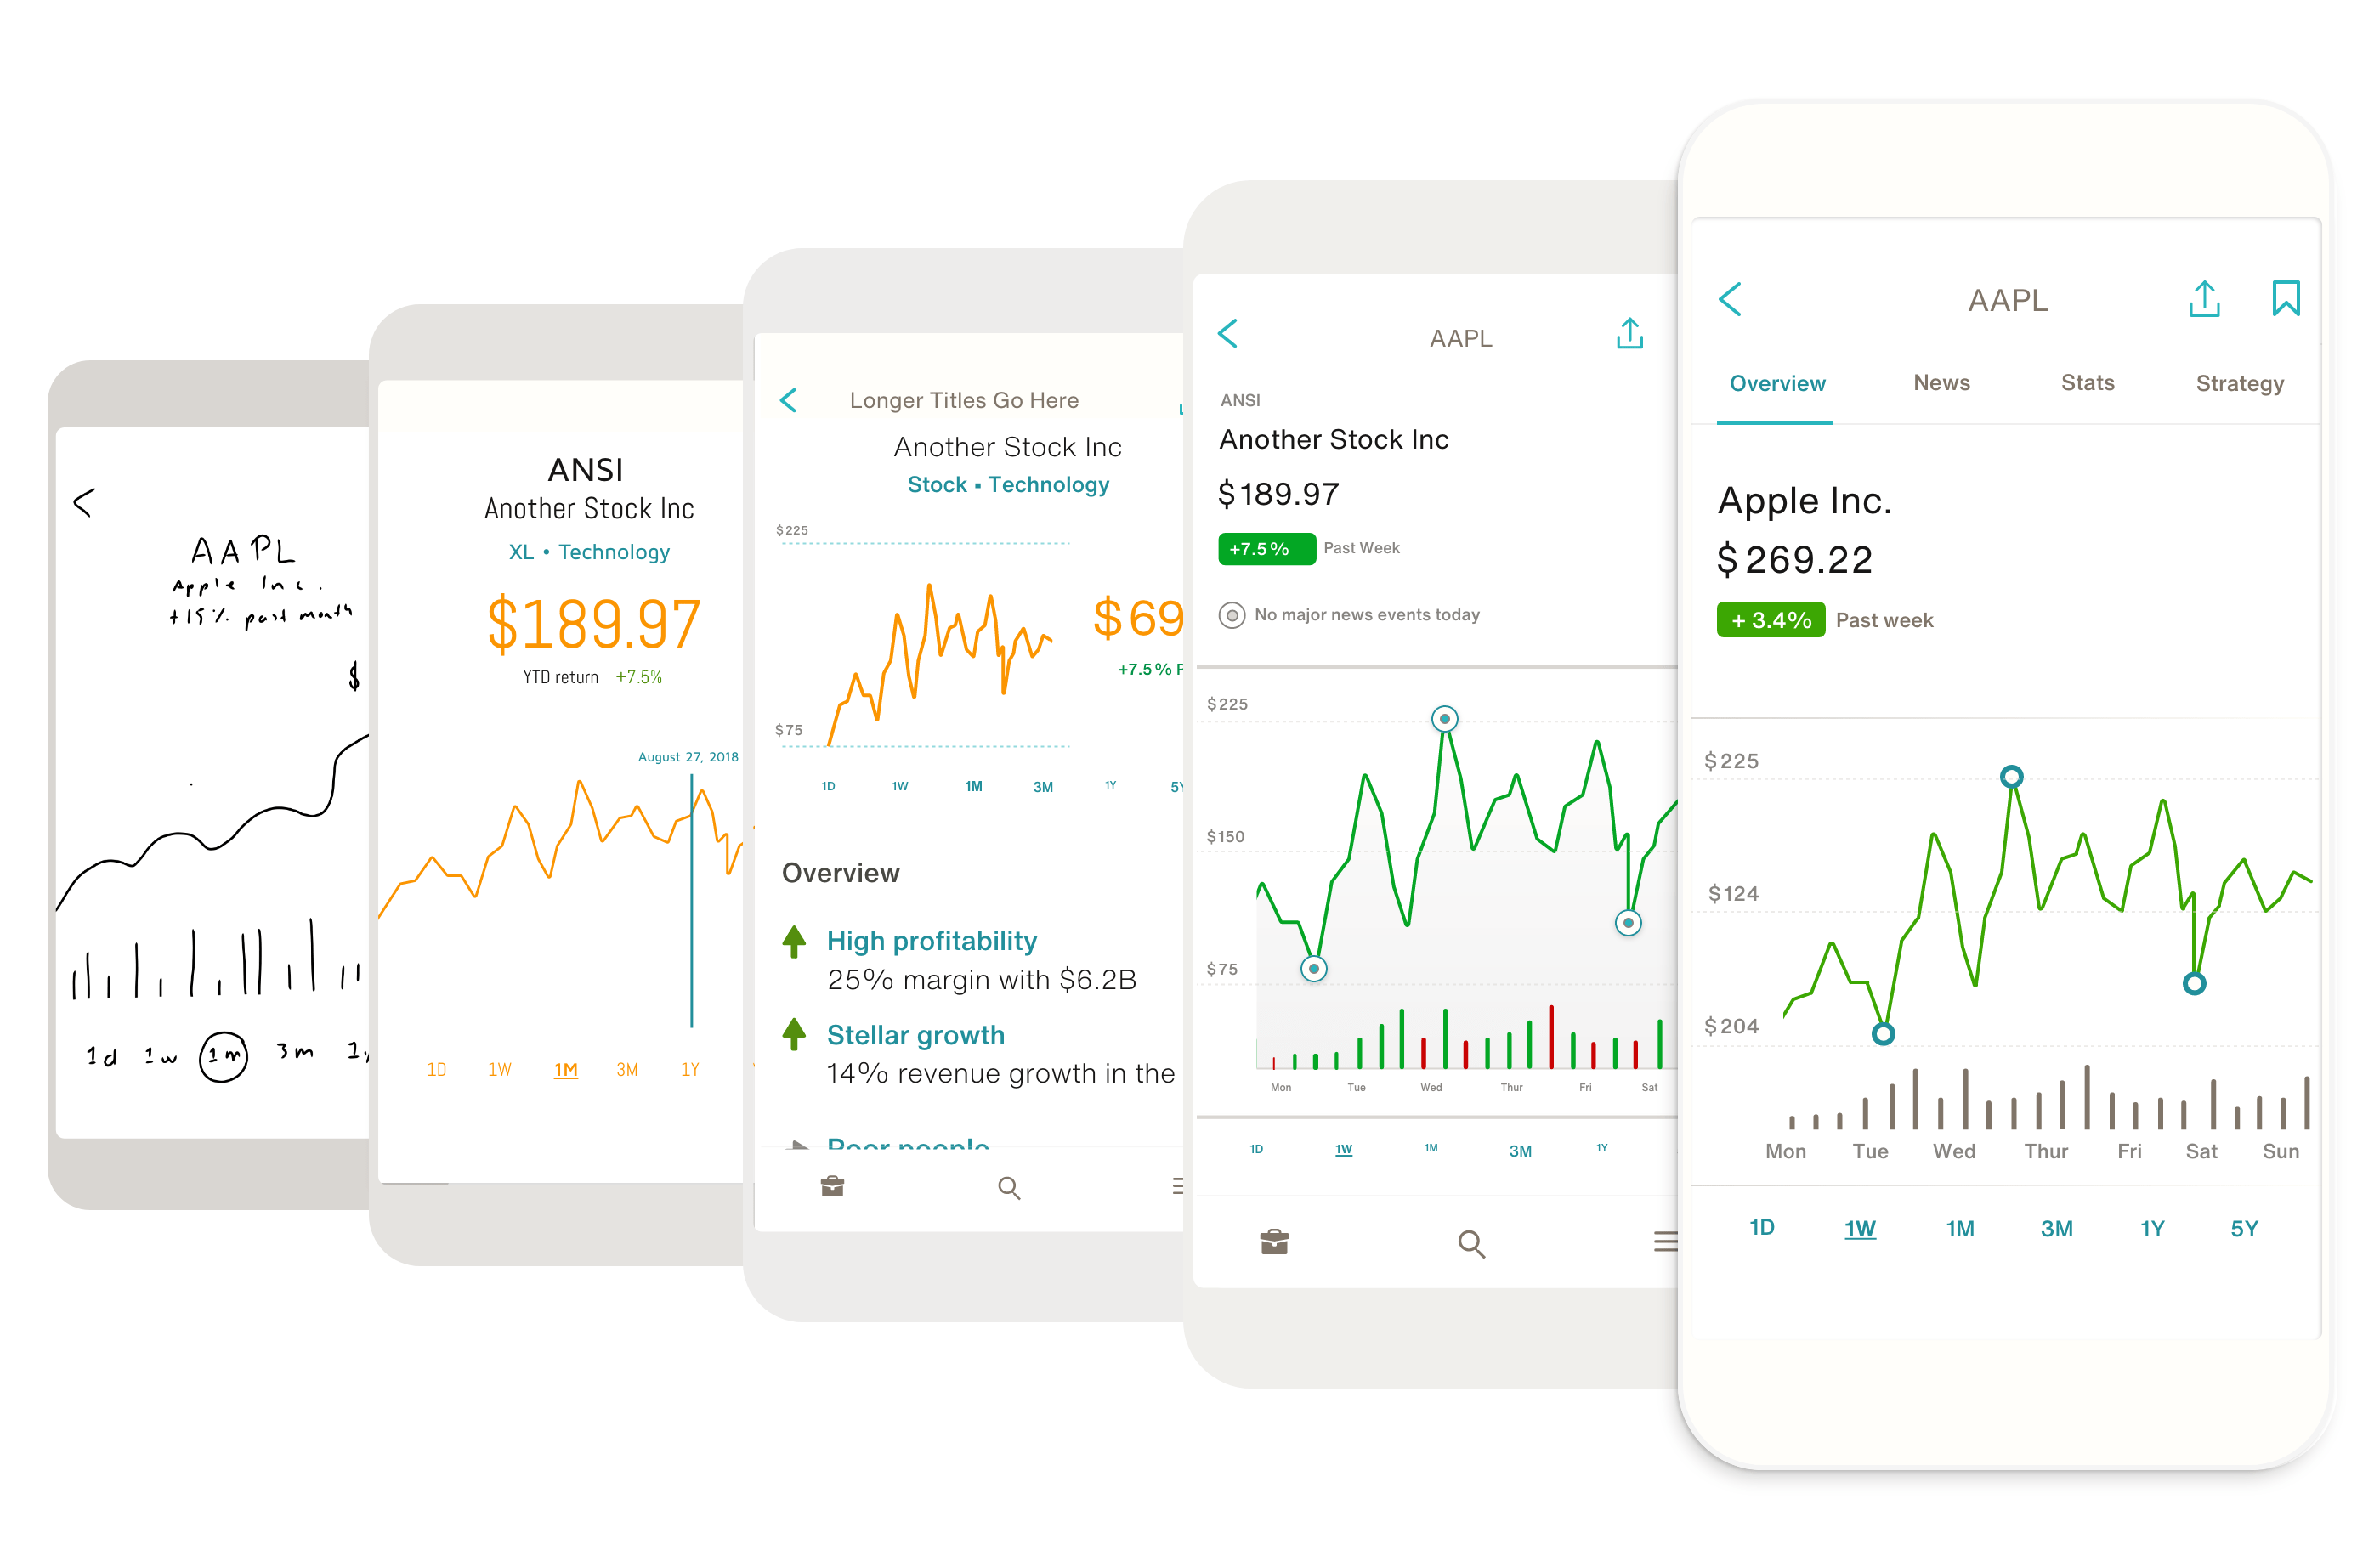 AAPL
Apple Inc.
+15% past month
$
1d 1w 1m 3m
ANSI
Another Stock Inc
XL • Technology
$189.97
YTD return +7.5%
August 27, 2018
1D 1W 1M 3M 1Y
Longer Titles Go Here
Another Stock Inc
Stock ▪ Technology
$225
$69
+7.5% P
$75
1D 1W 1M 3M 1Y 5Y
Overview
High profitability
25% margin with $6.2B
Stellar growth
14% revenue growth in the
AAPL
ANSI
Another Stock Inc
$189.97
+7.5% Past Week
No major news events today
$225
$150
$75
Mon Tue Wed Thur Fri Sat
1D 1W 1M 3M 1Y
AAPL
Overview News Stats Strategy
Apple Inc.
$269.22
+ 3.4% Past week
$225
$124
$204
Mon Tue Wed Thur Fri Sat Sun
1D 1W 1M 3M 1Y 5Y